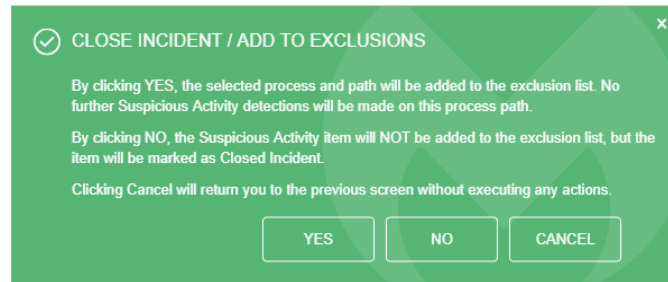 x
CLOSE INCIDENT / ADD TO EXCLUSIONS
By clicking YES, the selected process and path will be added to the exclusion list. No
further Suspicious Activity detections will be made on this process path.
By clicking NO, the Suspicious Activity item will NOT be added to the exclusion list, but the
item will be marked as Closed Incident.
Clicking Cancel will return you to the previous screen without executing any actions.
YES NO CANCEL